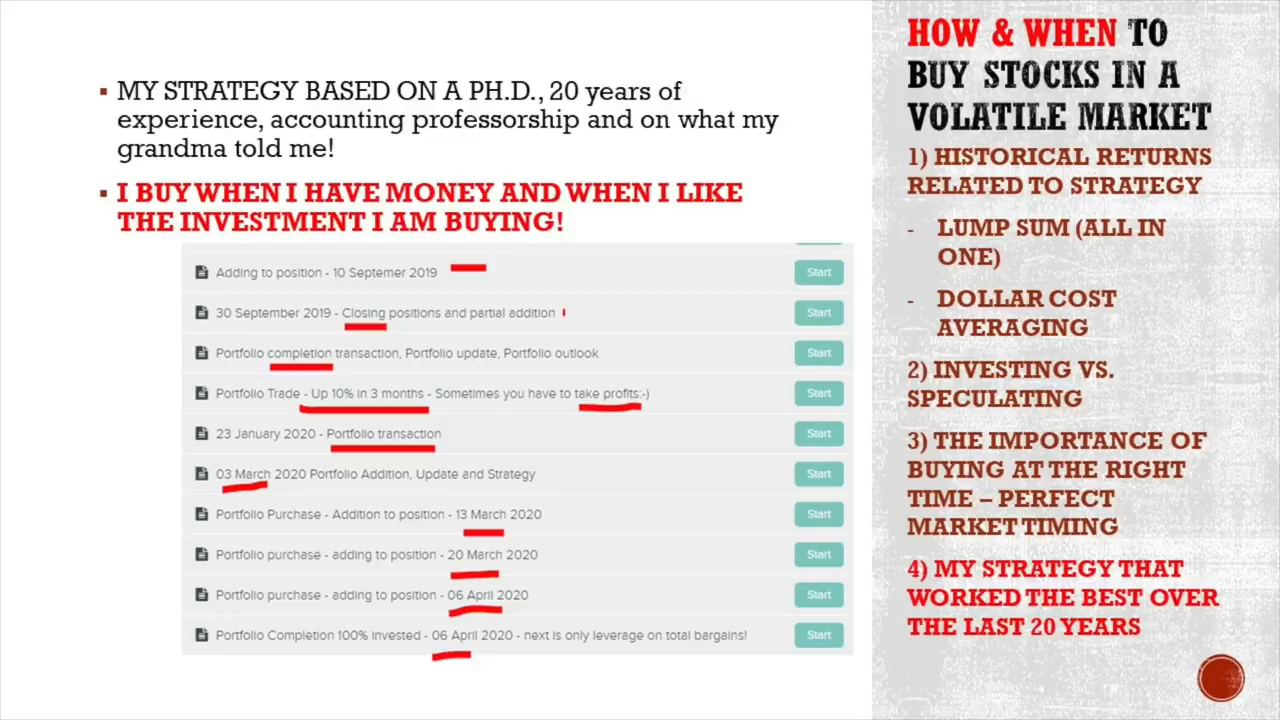 MY STRATEGY BASED ON A PH.D., 20 years of
experience, accounting professorship and on what my
grandma told me!
I BUY WHEN I HAVE MONEY AND WHEN I LIKE
THE INVESTMENT I AM BUYING!
Adding to position - 10 Septemer 2019 Start
30 September 2019 - Closing positions and partial addition Start
Portfolio completion transaction, Portfolio update, Portfolio outlook Start
Portfolio Trade - Up 10% in 3 months - Sometimes you have to take profits:-) Start
23 January 2020 - Portfolio transaction Start
03 March 2020 Portfolio Addition, Update and Strategy Start
Portfolio Purchase - Addition to position - 13 March 2020 Start
Portfolio purchase - adding to position - 20 March 2020 Start
Portfolio purchase - adding to position - 06 April 2020 Start
Portfolio Completion 100% invested - 06 April 2020 - next is only leverage on total bargains! Start
HOW & WHEN TO
BUY STOCKS IN A
VOLATILE MARKET
1) HISTORICAL RETURNS
RELATED TO STRATEGY
- LUMP SUM (ALL IN
ONE)
- DOLLAR COST
AVERAGING
2) INVESTING VS.
SPECULATING
3) THE IMPORTANCE OF
BUYING AT THE RIGHT
TIME – PERFECT
MARKET TIMING
4) MY STRATEGY THAT
WORKED THE BEST OVER
THE LAST 20 YEARS